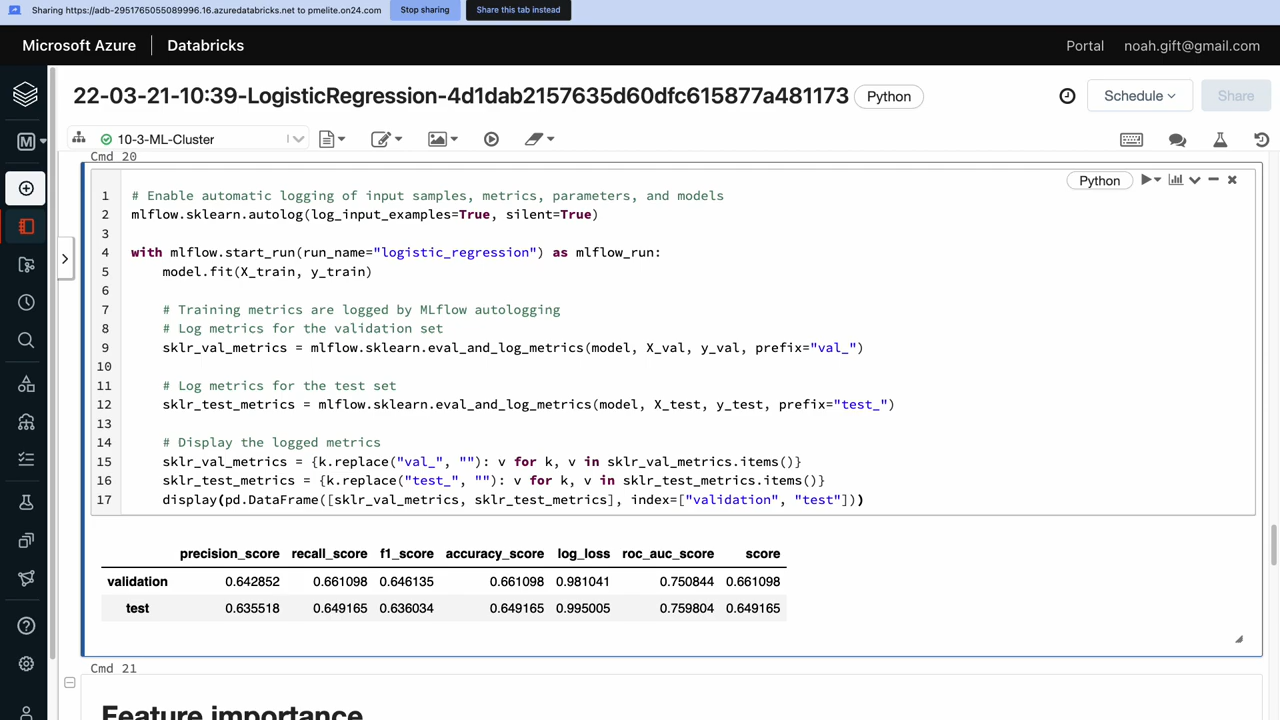 Sharing https://adb-2951765055089996.16.azuredatabricks.net to pmelite.on24.com Stop sharing Share this tab instead
Microsoft Azure Databricks Portal noah.gift@gmail.com
22-03-21-10:39-LogisticRegression-4d1dab2157635d60dfc615877a481173 Python Schedule Share
M 10-3-ML-Cluster
Cmd 20
Python
1 # Enable automatic logging of input samples, metrics, parameters, and models
2 mlflow.sklearn.autolog(log_input_examples=True, silent=True)
3
4 with mlflow.start_run(run_name="logistic_regression") as mlflow_run:
5 model.fit(X_train, y_train)
6
7 # Training metrics are logged by MLflow autologging
8 # Log metrics for the validation set
9 sklr_val_metrics = mlflow.sklearn.eval_and_log_metrics(model, X_val, y_val, prefix="val_")
10
11 # Log metrics for the test set
12 sklr_test_metrics = mlflow.sklearn.eval_and_log_metrics(model, X_test, y_test, prefix="test_")
13
14 # Display the logged metrics
15 sklr_val_metrics = {k.replace("val_", ""): v for k, v in sklr_val_metrics.items()}
16 sklr_test_metrics = {k.replace("test_", ""): v for k, v in sklr_test_metrics.items()}
17 display(pd.DataFrame([sklr_val_metrics, sklr_test_metrics], index=["validation", "test"]))
precision_score recall_score f1_score accuracy_score log_loss roc_auc_score score
validation 0.642852 0.661098 0.646135 0.661098 0.981041 0.750844 0.661098
test 0.635518 0.649165 0.636034 0.649165 0.995005 0.759804 0.649165
Cmd 21
Feature importance